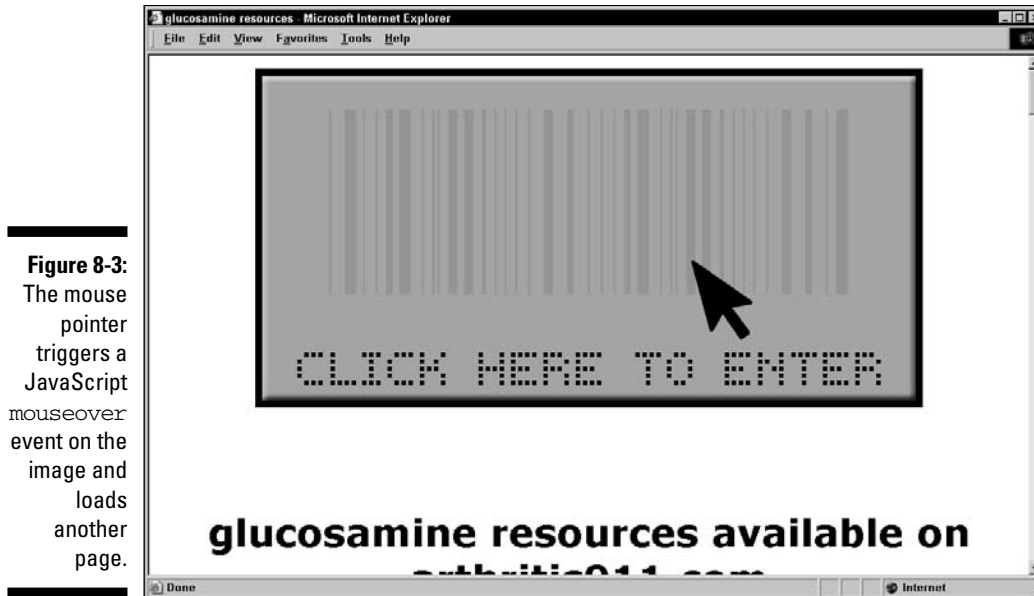 Figure 8-3:
The mouse
pointer
triggers a
JavaScript
mouseover
event on the
image and
loads
another
page.
glucosamine resources - Microsoft Internet Explorer
File Edit View Favorites Tools Help
CLICK HERE TO ENTER
glucosamine resources available on
arthritis911.com
Done
Internet